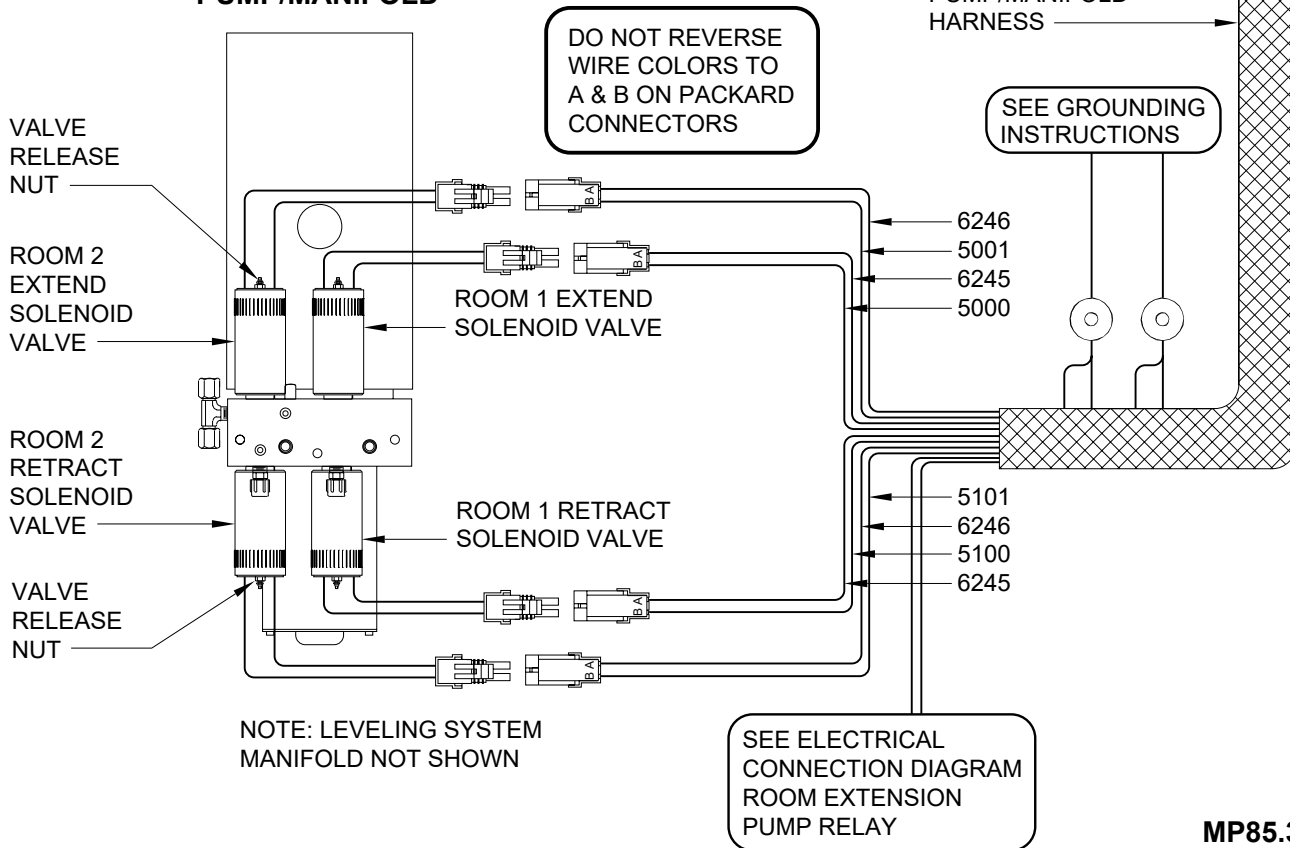 PUMP/MANIFOLD
PUMP/MANIFOLD
HARNESS
DO NOT REVERSE
WIRE COLORS TO
A & B ON PACKARD
CONNECTORS
SEE GROUNDING
INSTRUCTIONS
VALVE
RELEASE
NUT
ROOM 2
EXTEND
SOLENOID
VALVE
ROOM 1 EXTEND
SOLENOID VALVE
B A
B A
6246
5001
6245
5000
ROOM 2
RETRACT
SOLENOID
VALVE
ROOM 1 RETRACT
SOLENOID VALVE
5101
6246
5100
6245
VALVE
RELEASE
NUT
B A
B A
NOTE: LEVELING SYSTEM
MANIFOLD NOT SHOWN
SEE ELECTRICAL
CONNECTION DIAGRAM
ROOM EXTENSION
PUMP RELAY
MP85.3